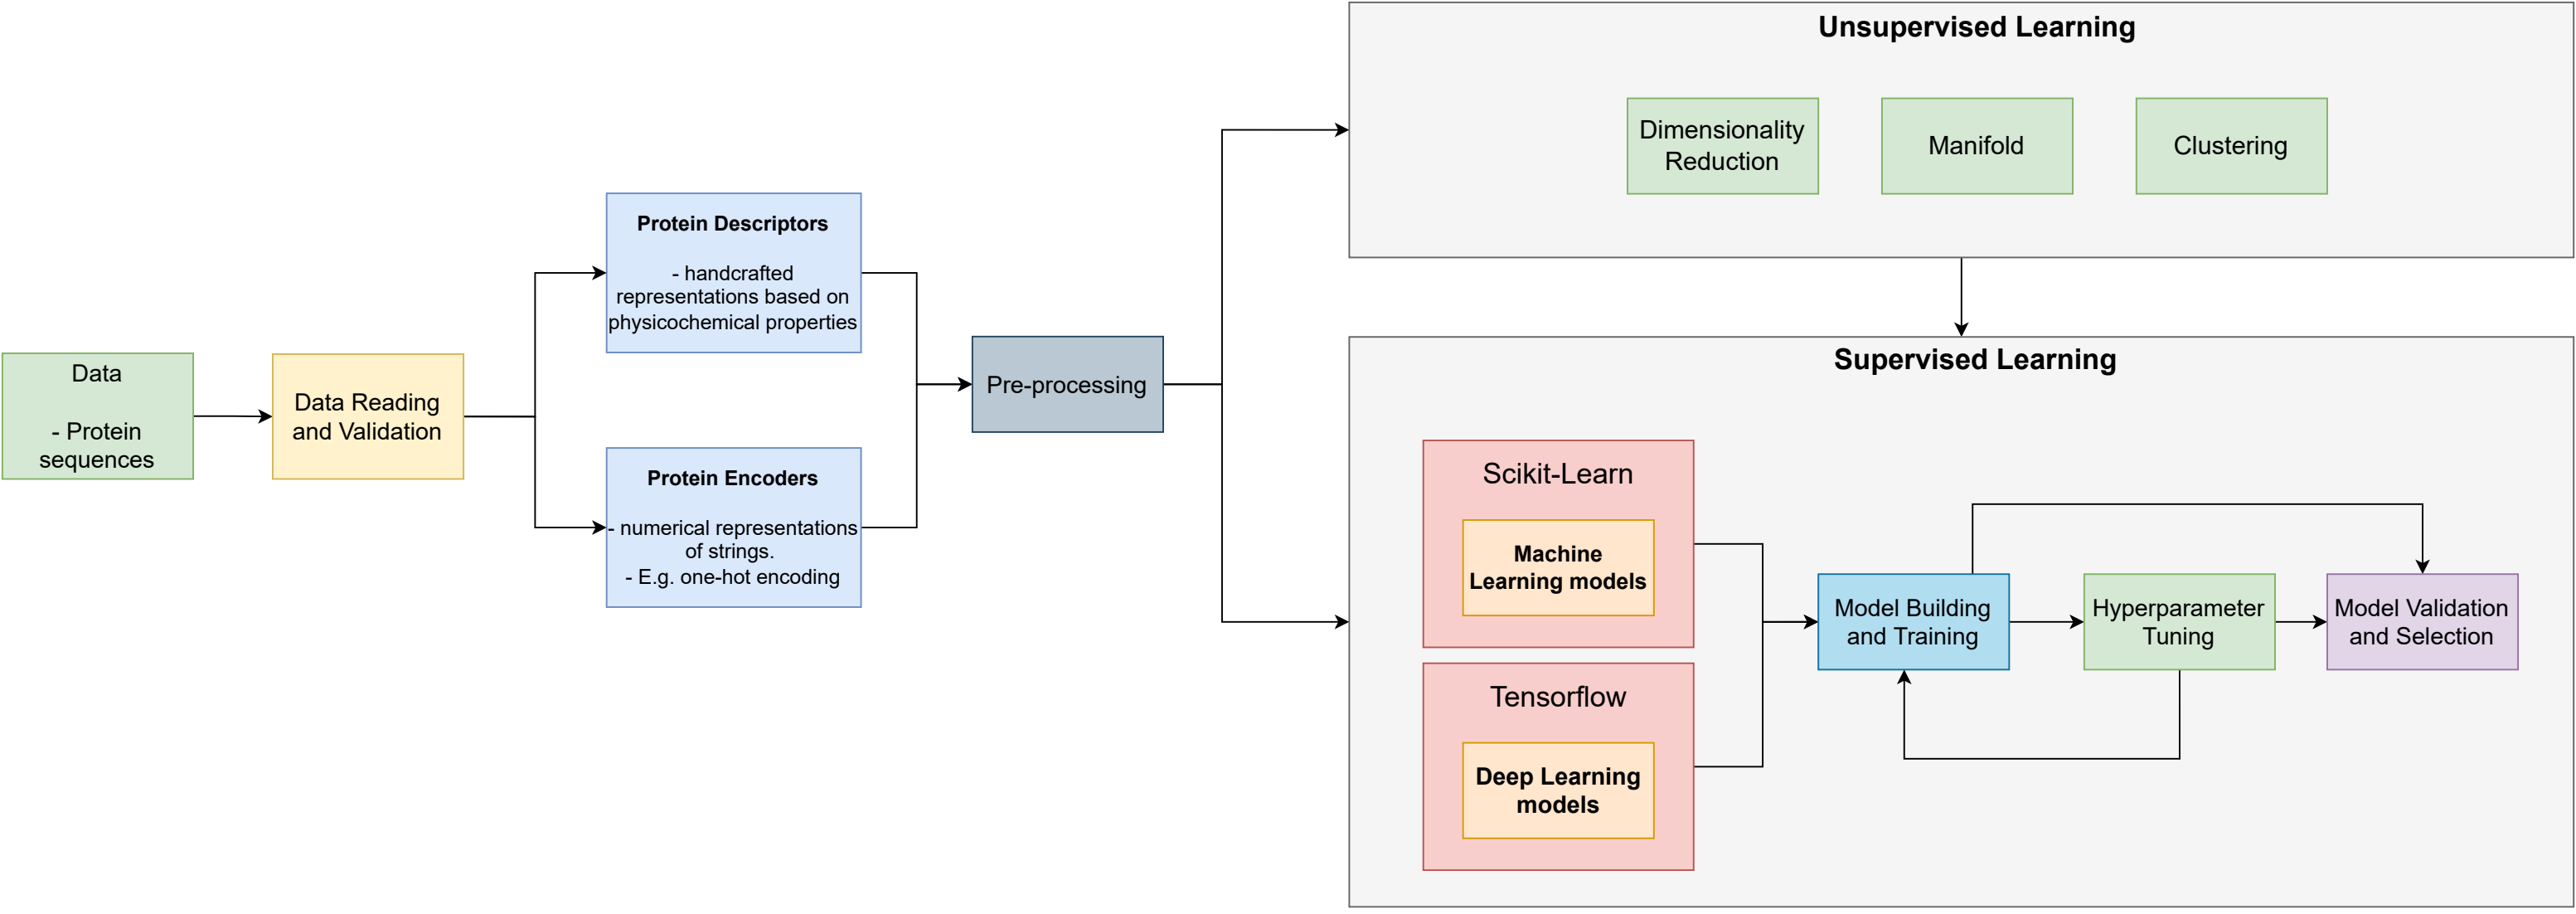 Data
- Protein
sequences
Data Reading
and Validation
Protein Descriptors
- handcrafted
representations based on
physicochemical properties
Protein Encoders
- numerical representations
of strings.
- E.g. one-hot encoding
Pre-processing
Unsupervised Learning
Dimensionality
Reduction
Manifold
Clustering
Supervised Learning
Scikit-Learn
Machine
Learning models
Tensorflow
Deep Learning
models
Model Building
and Training
Hyperparameter
Tuning
Model Validation
and Selection